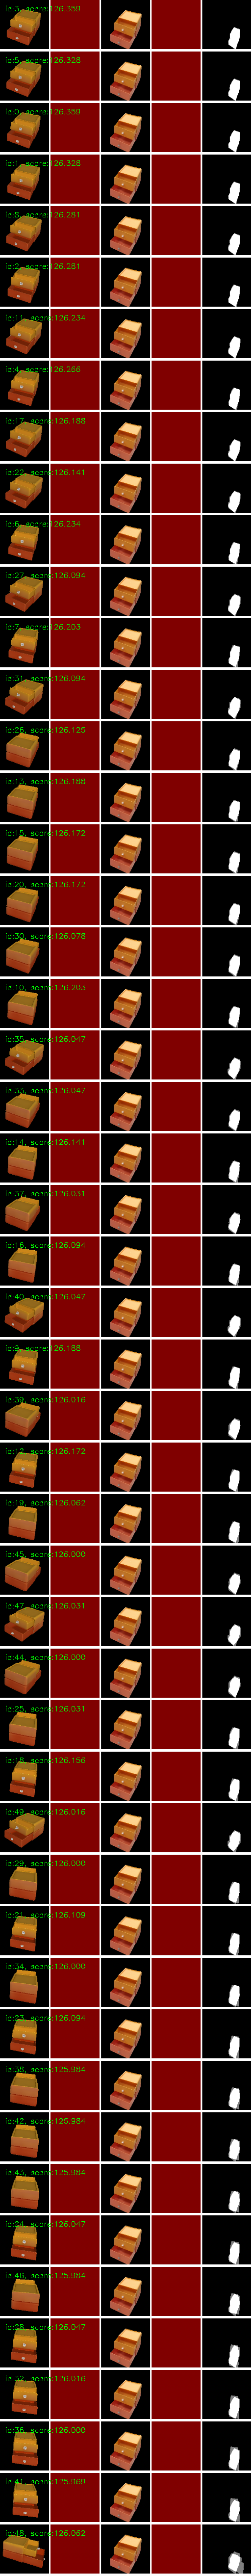 id:3, score:126.359
id:5, score:126.328
id:0, score:126.359
id:1, score:126.328
id:8, score:126.281
id:2, score:126.281
id:11, score:126.234
id:4, score:126.266
id:17, score:126.188
id:22, score:126.141
id:6, score:126.234
id:27, score:126.094
id:7, score:126.203
id:31, score:126.094
id:26, score:126.125
id:13, score:126.188
id:15, score:126.172
id:20, score:126.172
id:30, score:126.078
id:10, score:126.203
id:35, score:126.047
id:33, score:126.047
id:14, score:126.141
id:37, score:126.031
id:16, score:126.094
id:40, score:126.047
id:9, score:126.188
id:39, score:126.016
id:12, score:126.172
id:19, score:126.062
id:45, score:126.000
id:47, score:126.031
id:44, score:126.000
id:25, score:126.031
id:18, score:126.156
id:49, score:126.016
id:29, score:126.000
id:21, score:126.109
id:34, score:126.000
id:23, score:126.094
id:38, score:125.984
id:42, score:125.984
id:43, score:125.984
id:24, score:126.047
id:46, score:125.984
id:28, score:126.047
id:32, score:126.016
id:36, score:126.000
id:41, score:125.969
id:48, score:126.062